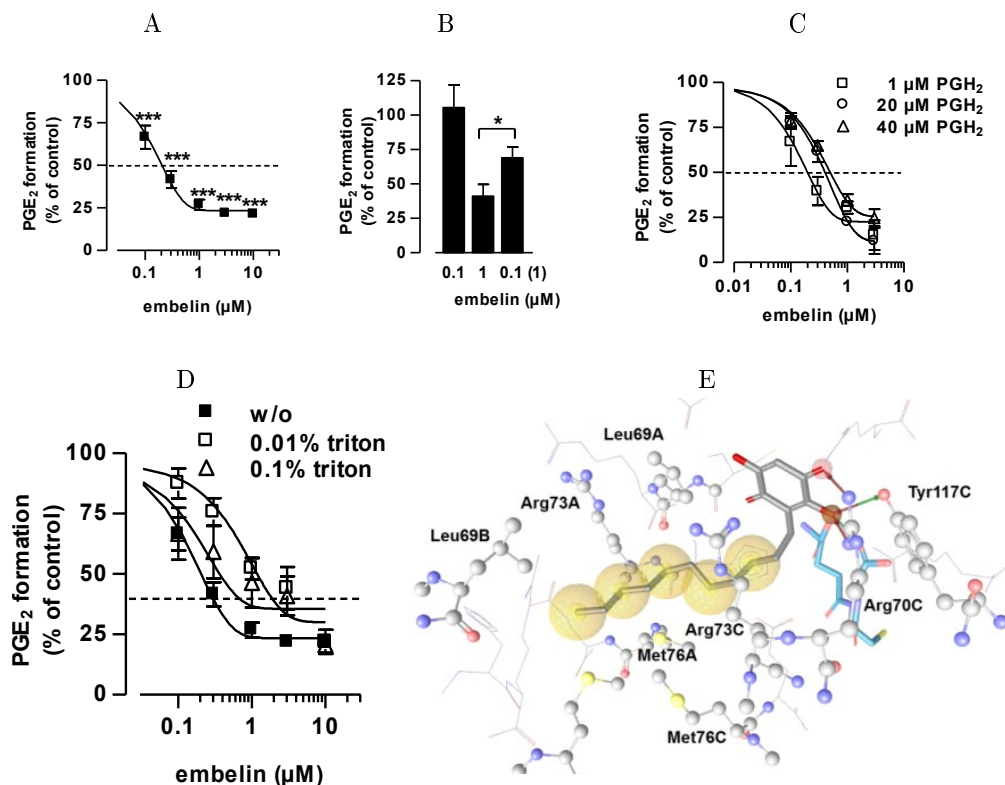 A
B
C
D
E
100
75
50
25
0
PGE₂ formation
(% of control)
***
***
***
***
***
0.1 1 10
embelin (µM)
125
100
75
50
25
0
PGE₂ formation
(% of control)
*
0.1 1 0.1 (1)
embelin (µM)
100
75
50
25
0
PGE₂ formation
(% of control)
1 µM PGH₂
20 µM PGH₂
40 µM PGH₂
0.01 0.1 1 10
embelin (µM)
w/o
0.01% triton
0.1% triton
100
75
50
25
0
PGE₂ formation
(% of control)
0.1 1 10
embelin (µM)
Leu69A
Arg73A
Tyr117C
Leu69B
Arg70C
Arg73C
Met76A
Met76C